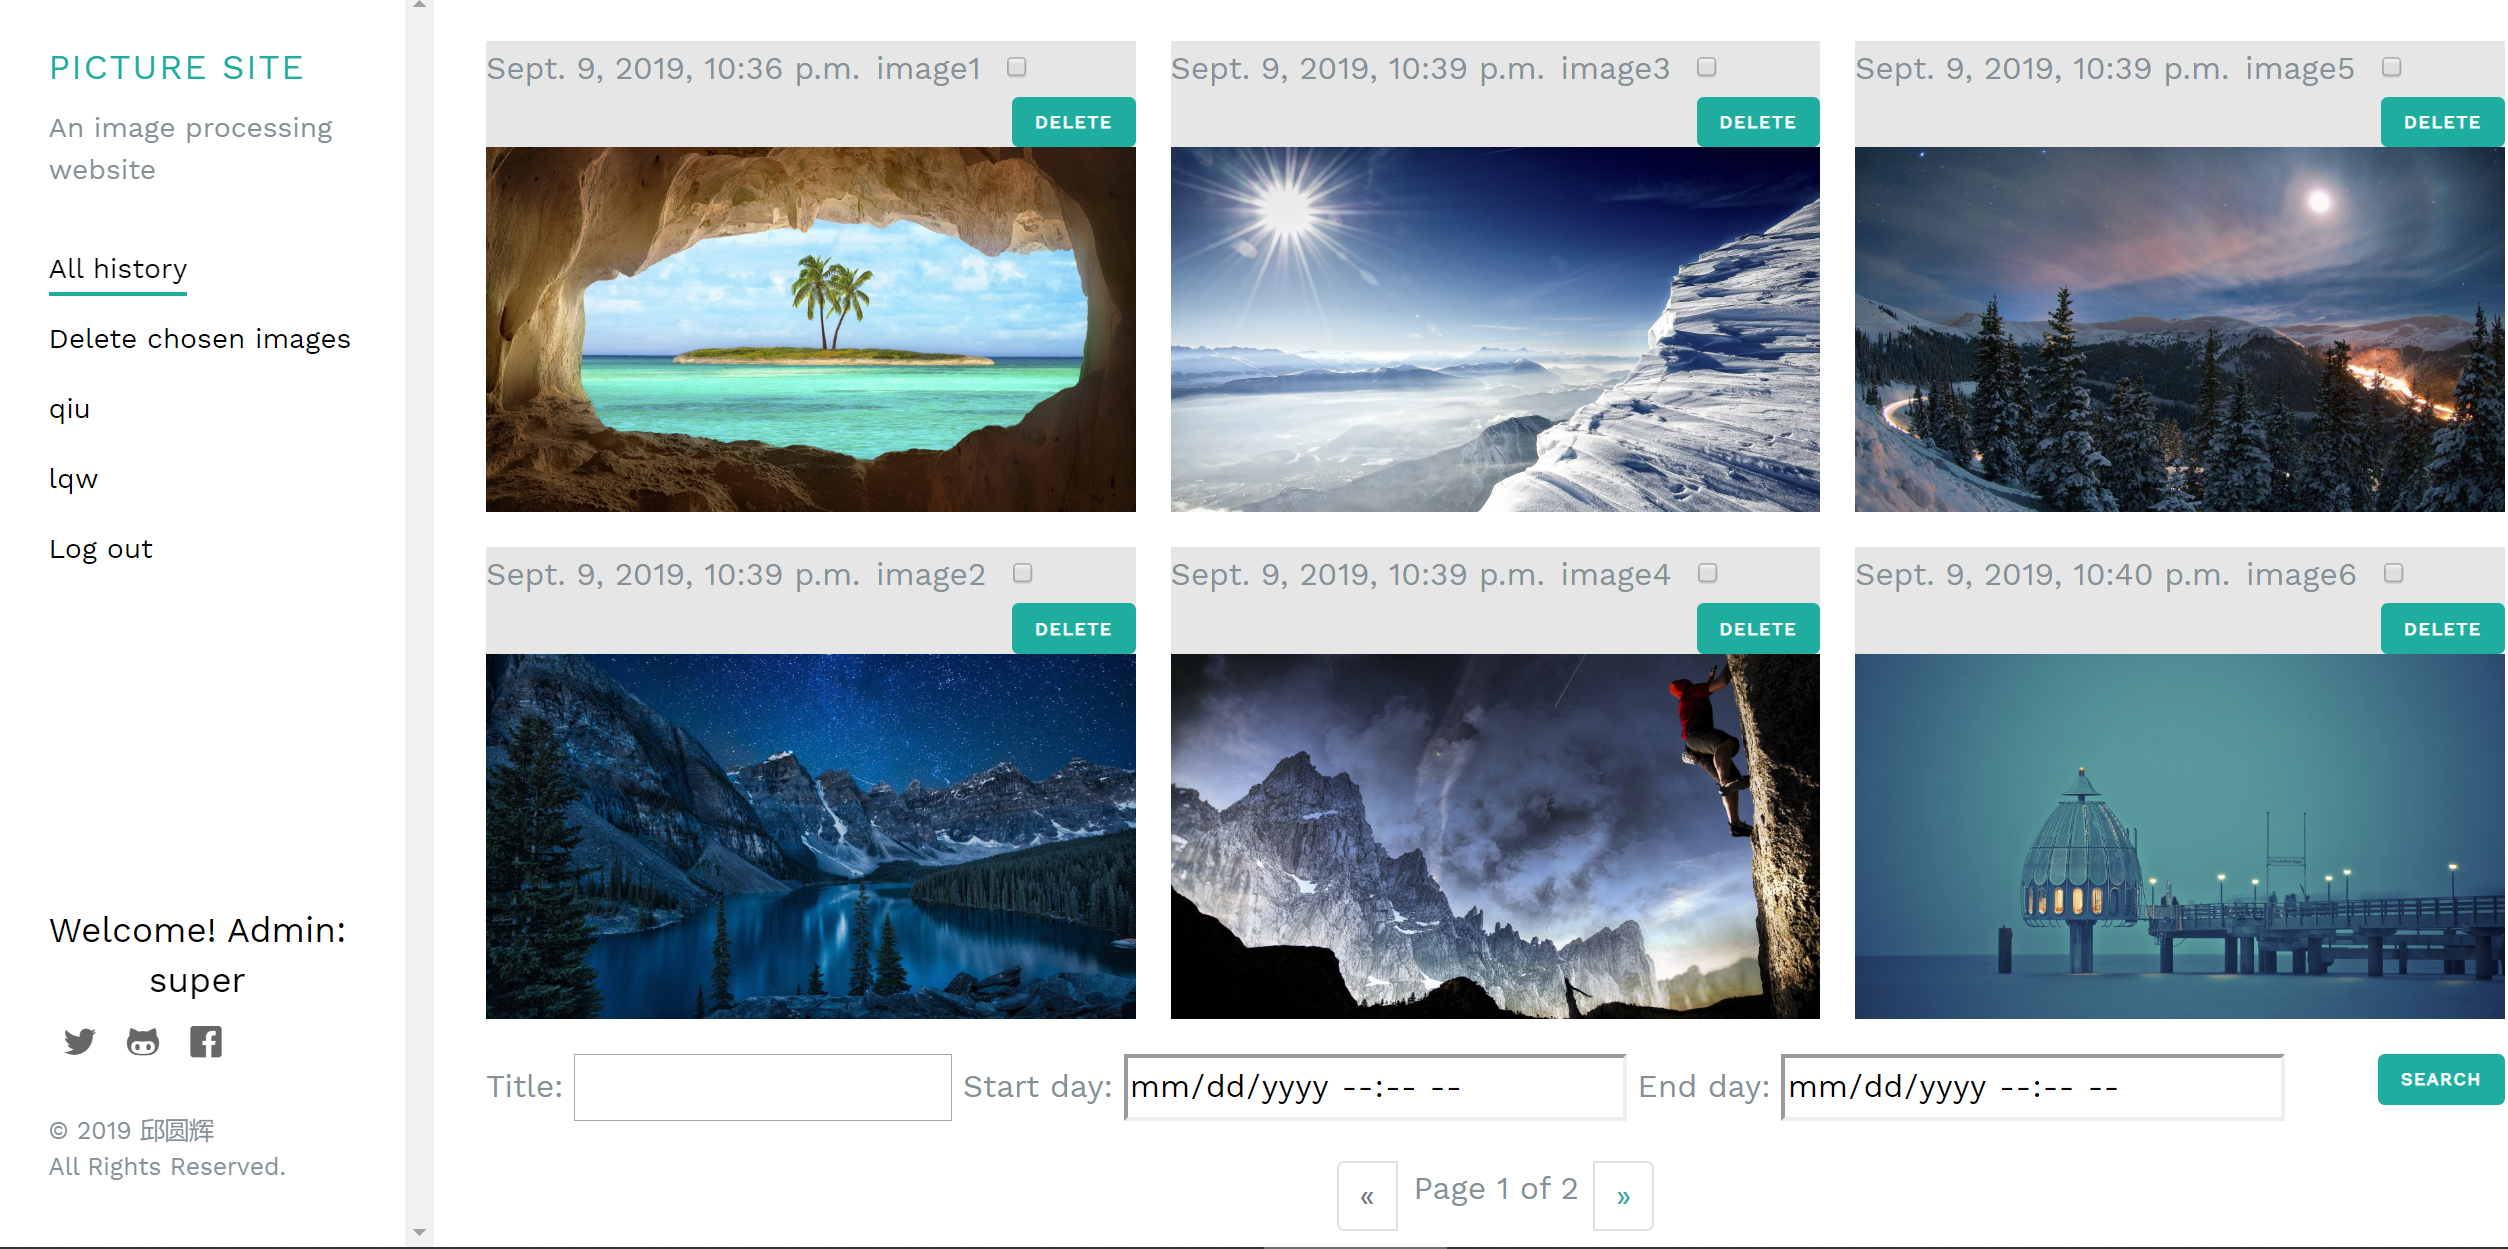 PICTURE SITE
An image processing
website
All history
Delete chosen images
qiu
lqw
Log out
Welcome! Admin:
super
© 2019 邱圆辉
All Rights Reserved.
Sept. 9, 2019, 10:36 p.m. image1
DELETE
Sept. 9, 2019, 10:39 p.m. image3
DELETE
Sept. 9, 2019, 10:39 p.m. image5
DELETE
Sept. 9, 2019, 10:39 p.m. image2
DELETE
Sept. 9, 2019, 10:39 p.m. image4
DELETE
Sept. 9, 2019, 10:40 p.m. image6
DELETE
Title: Start day: mm/dd/yyyy --:-- -- End day: mm/dd/yyyy --:-- -- SEARCH
« Page 1 of 2 »